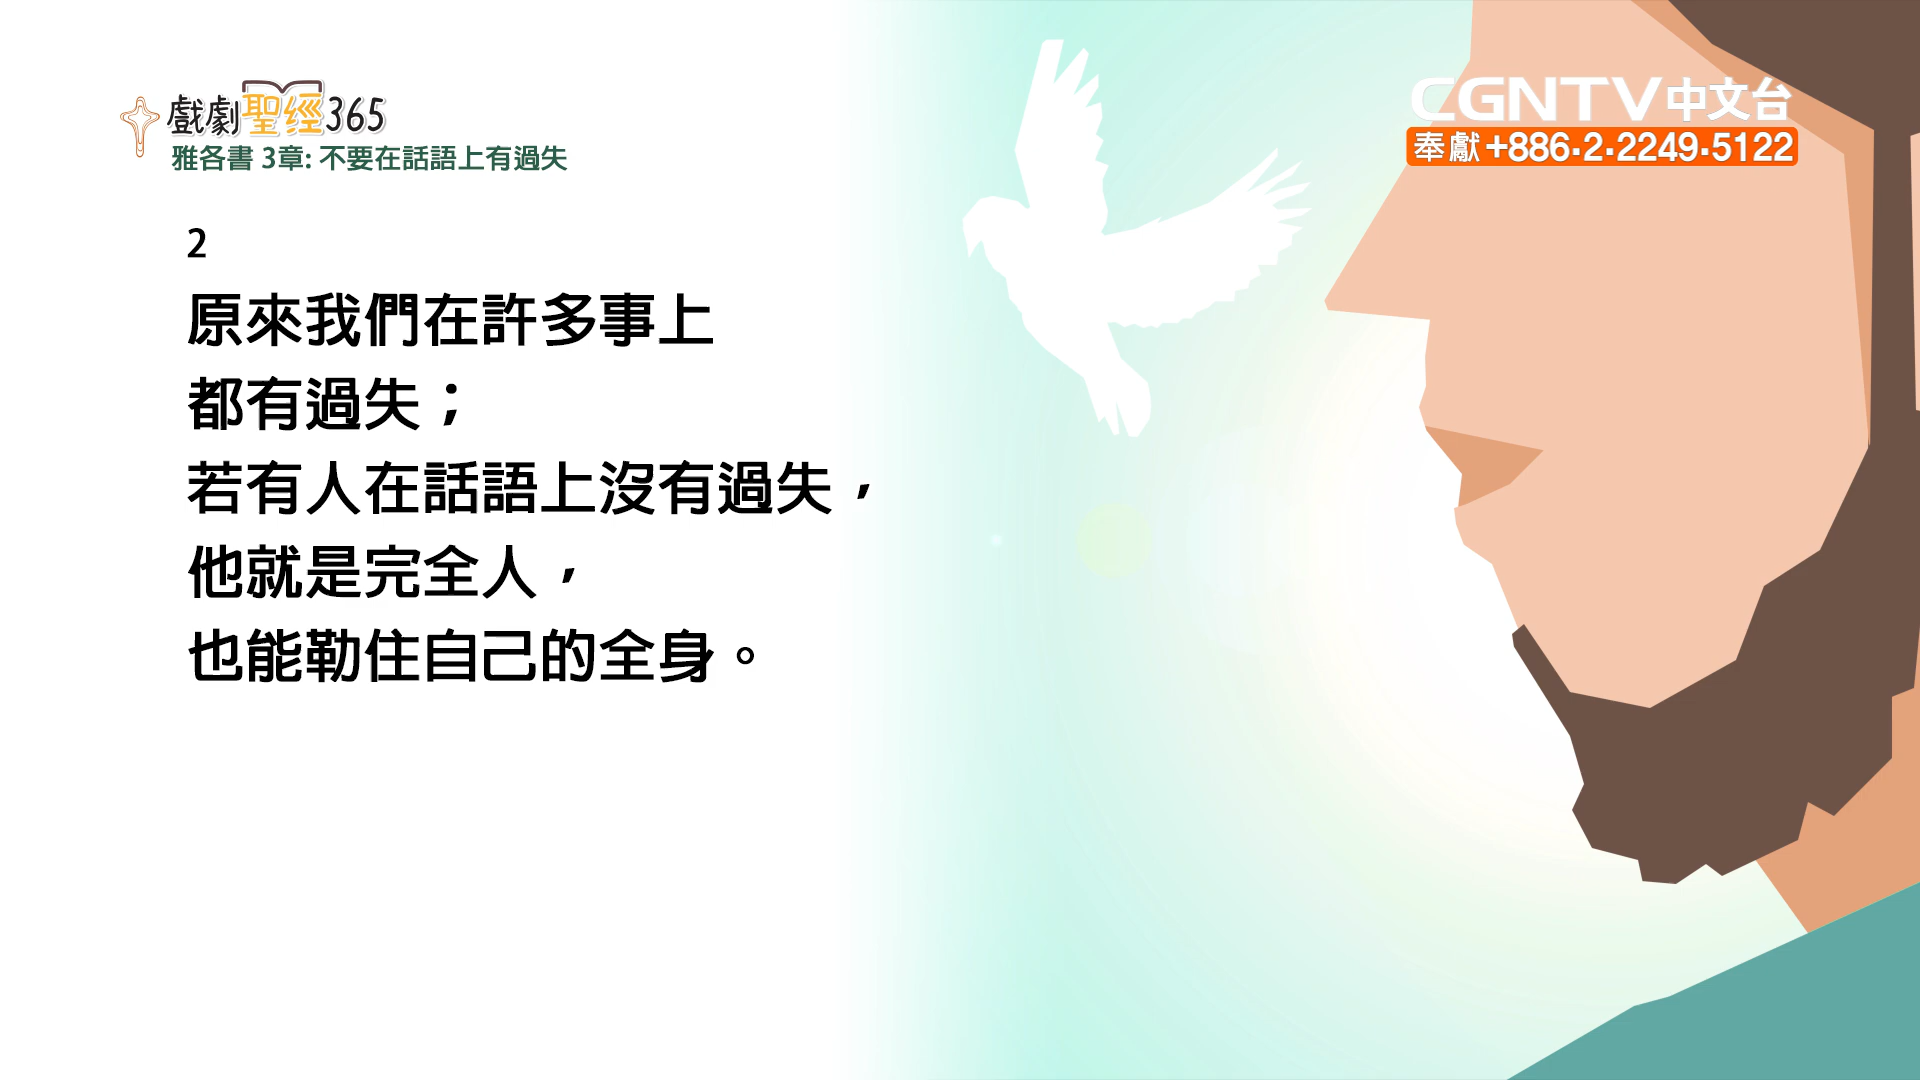 戲劇聖經365
雅各書 3章: 不要在話語上有過失
CGNTV中文台
奉獻+886·2·2249·5122
2
原來我們在許多事上
都有過失；
若有人在話語上沒有過失，
他就是完全人，
也能勒住自己的全身。